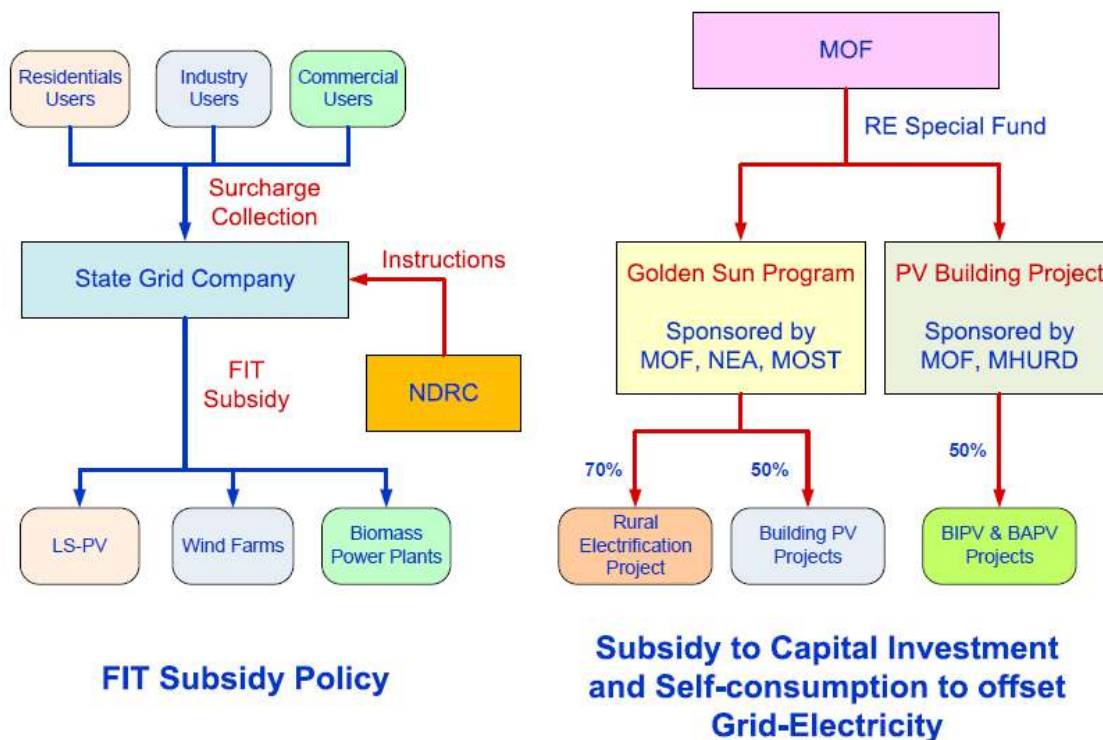 Residentials
Users
Industry
Users
Commercial
Users
Surcharge
Collection
State Grid Company
Instructions
NDRC
FIT
Subsidy
LS-PV
Wind Farms
Biomass
Power Plants
FIT Subsidy Policy
MOF
RE Special Fund
Golden Sun Program
Sponsored by
MOF, NEA, MOST
PV Building Project
Sponsored by
MOF, MHURD
70%
50%
50%
Rural
Electrification
Project
Building PV
Projects
BIPV & BAPV
Projects
Subsidy to Capital Investment
and Self-consumption to offset
Grid-Electricity